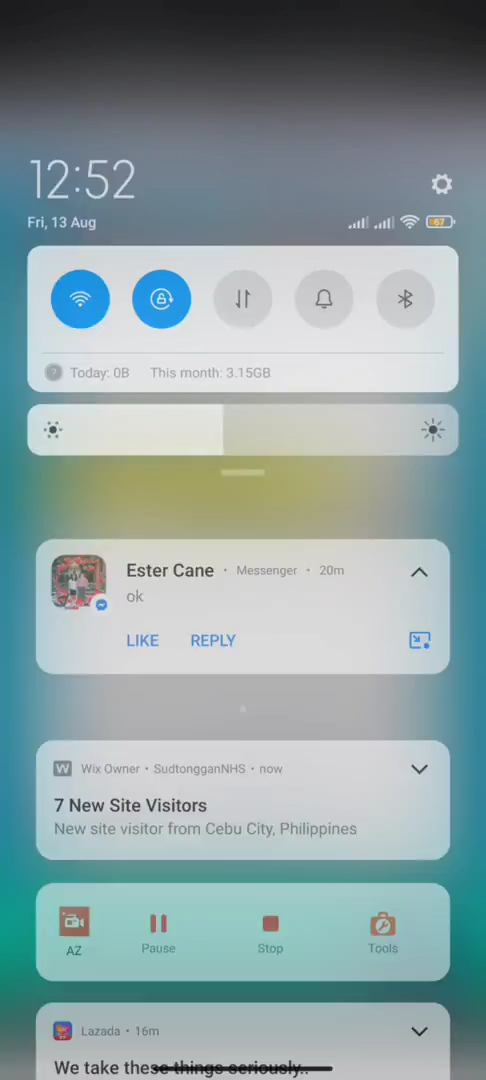 12:52
Fri, 13 Aug
67
Today: 0B This month: 3.15GB
Ester Cane • Messenger • 20m
ok
LIKE REPLY
W Wix Owner • SudtongganNHS • now
7 New Site Visitors
New site visitor from Cebu City, Philippines
AZ Pause Stop Tools
Lazada • 16m
We take these things seriously..